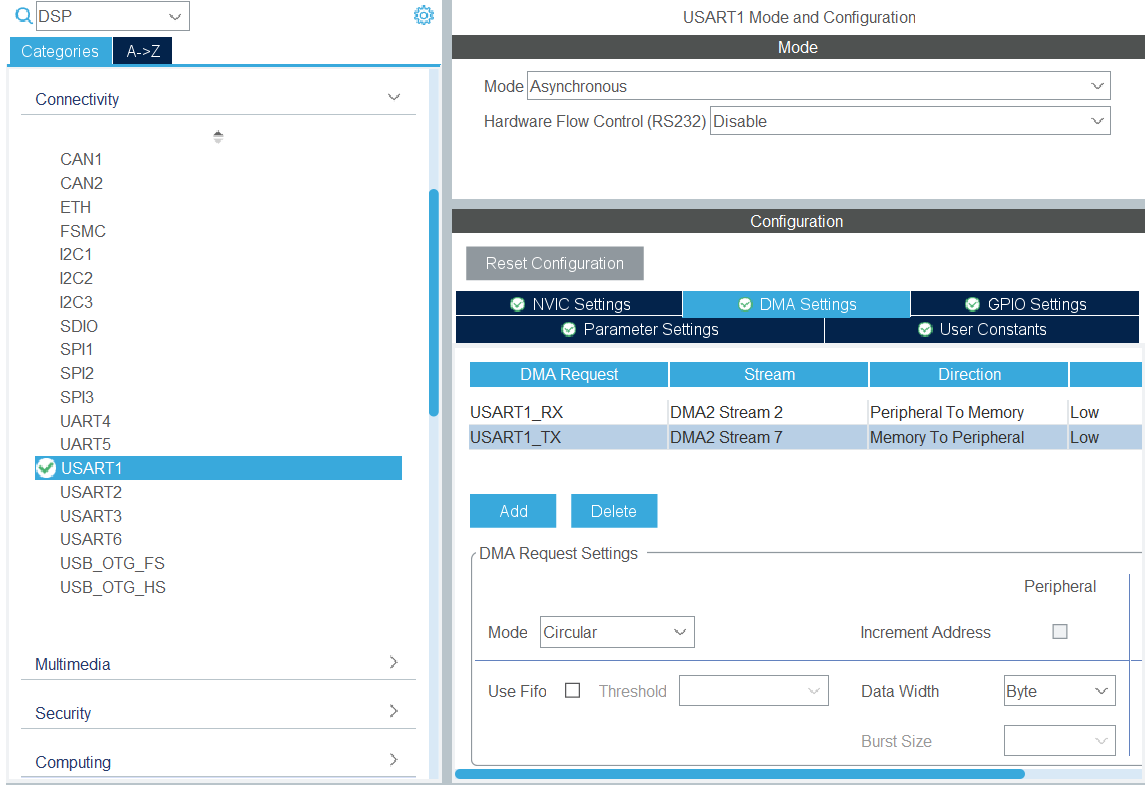 DSP
Categories
A->Z
Connectivity
CAN1
CAN2
ETH
FSMC
I2C1
I2C2
I2C3
SDIO
SPI1
SPI2
SPI3
UART4
UART5
USART1
USART2
USART3
USART6
USB_OTG_FS
USB_OTG_HS
Multimedia
Security
Computing
USART1 Mode and Configuration
Mode
Mode Asynchronous
Hardware Flow Control (RS232) Disable
Configuration
Reset Configuration
NVIC Settings DMA Settings GPIO Settings
Parameter Settings User Constants
DMA Request Stream Direction
USART1_RX DMA2 Stream 2 Peripheral To Memory Low
USART1_TX DMA2 Stream 7 Memory To Peripheral Low
Add Delete
DMA Request Settings
Peripheral
Mode Circular Increment Address
Use Fifo Threshold Data Width Byte
Burst Size